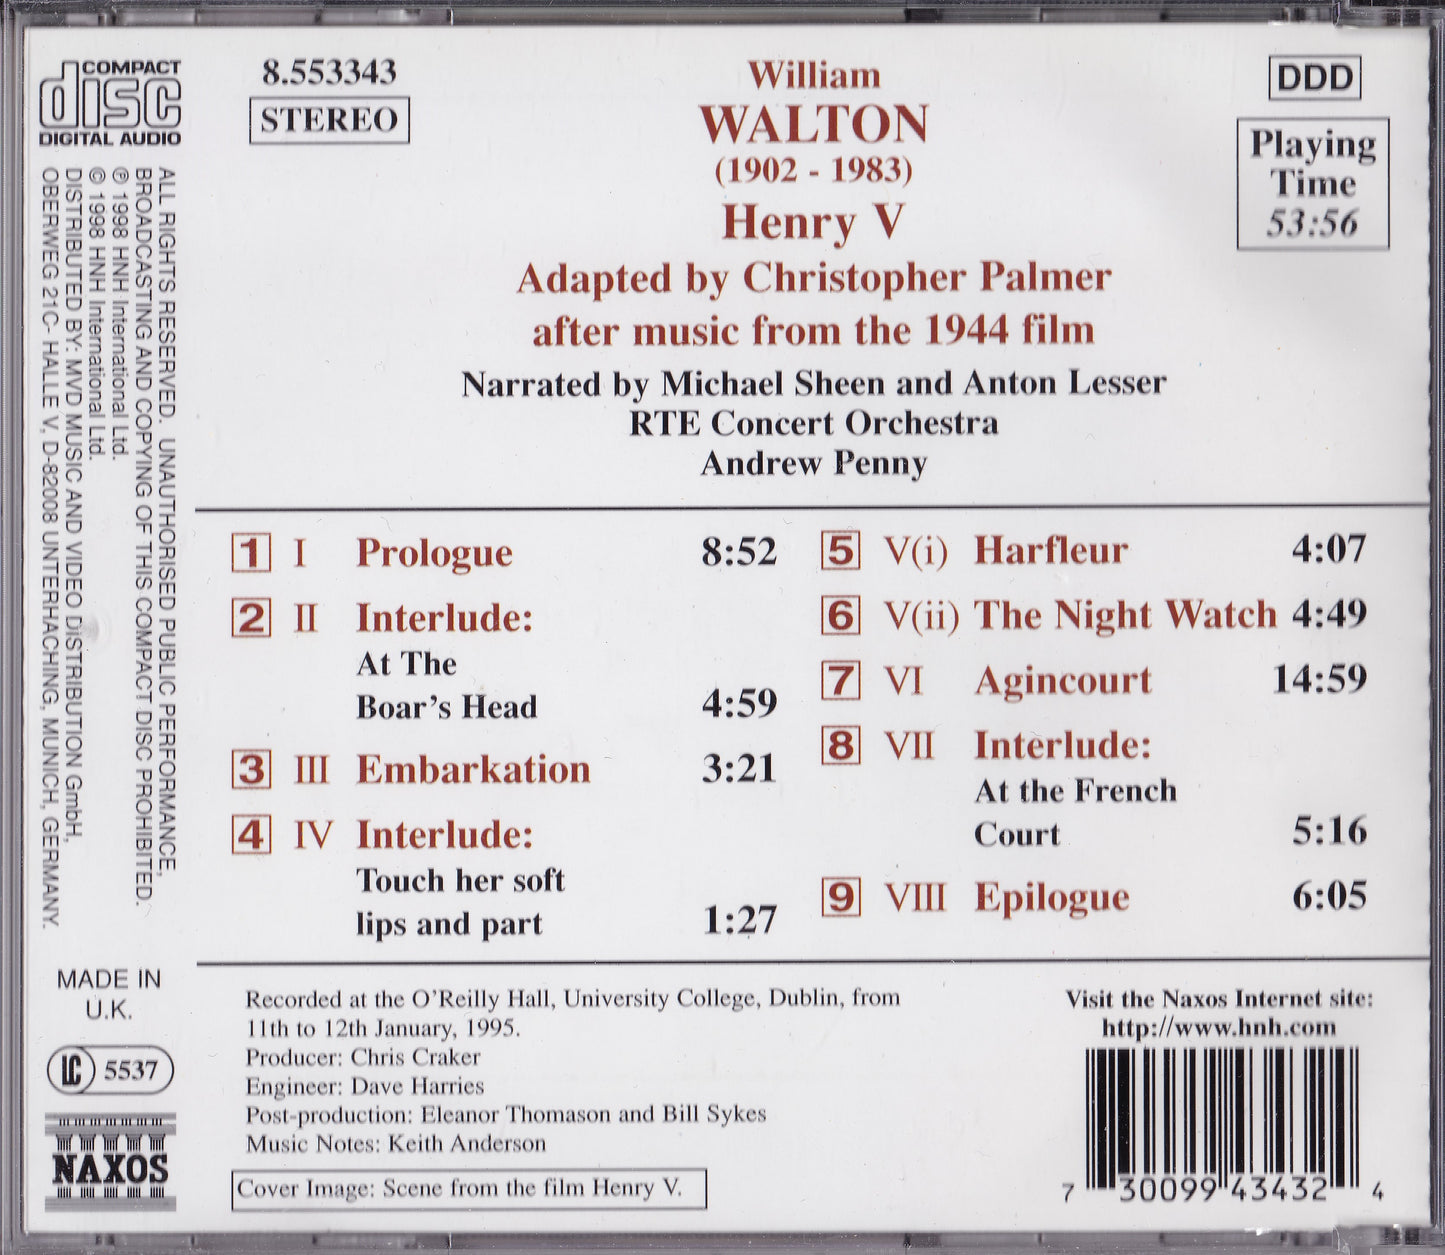 COMPACT
disc
DIGITAL AUDIO
8.553343
STEREO
William
WALTON
(1902 - 1983)
Henry V
Adapted by Christopher Palmer
after music from the 1944 film
Narrated by Michael Sheen and Anton Lesser
RTE Concert Orchestra
Andrew Penny
DDD
Playing
Time
53:56
ALL RIGHTS RESERVED. UNAUTHORISED PUBLIC PERFORMANCE,
BROADCASTING AND COPYING OF THIS COMPACT DISC PROHIBITED.
℗ 1998 HNH International Ltd.
© 1998 HNH International Ltd.
DISTRIBUTED BY: MVD MUSIC AND VIDEO DISTRIBUTION GmbH,
OBERWEG 21C- HALLE V, D-82008 UNTERHACHING, MUNICH, GERMANY.
1 I Prologue 8:52
2 II Interlude:
At The
Boar's Head 4:59
3 III Embarkation 3:21
4 IV Interlude:
Touch her soft
lips and part 1:27
5 V(i) Harfleur 4:07
6 V(ii) The Night Watch 4:49
7 VI Agincourt 14:59
8 VII Interlude:
At the French
Court 5:16
9 VIII Epilogue 6:05
MADE IN
U.K.
LC 5537
NAXOS
Recorded at the O'Reilly Hall, University College, Dublin, from
11th to 12th January, 1995.
Producer: Chris Craker
Engineer: Dave Harries
Post-production: Eleanor Thomason and Bill Sykes
Music Notes: Keith Anderson
Cover Image: Scene from the film Henry V.
Visit the Naxos Internet site:
http://www.hnh.com
7 30099 43432 4